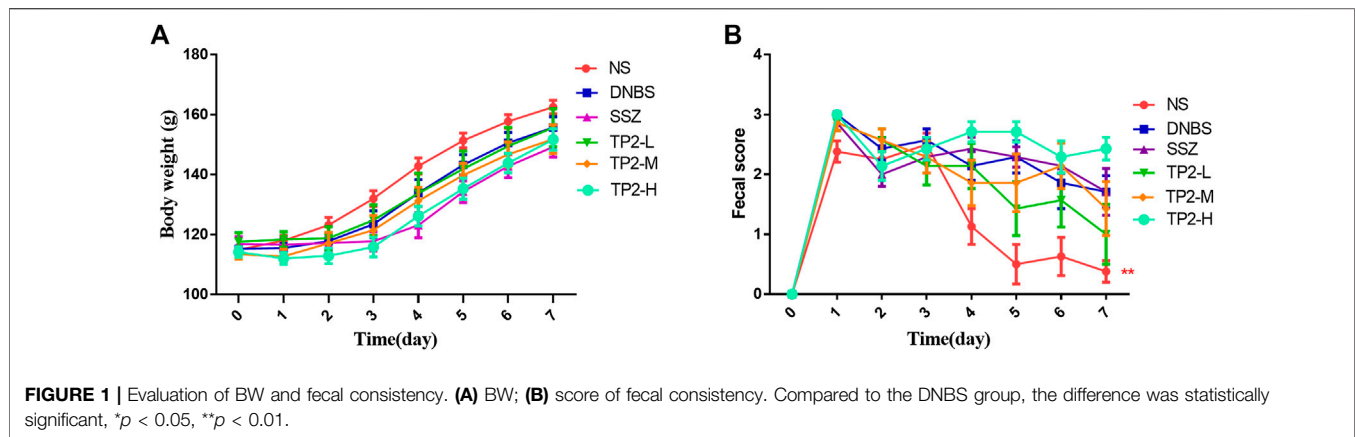 A
180
160
140
120
100
Body weight (g)
0 1 2 3 4 5 6 7
Time(day)
NS
DNBS
SSZ
TP2-L
TP2-M
TP2-H
B
4
3
2
1
0
Fecal score
0 1 2 3 4 5 6 7
Time(day)
NS
DNBS
SSZ
TP2-L
TP2-M
TP2-H
**
FIGURE 1 | Evaluation of BW and fecal consistency. (A) BW; (B) score of fecal consistency. Compared to the DNBS group, the difference was statistically
significant, *p < 0.05, **p < 0.01.